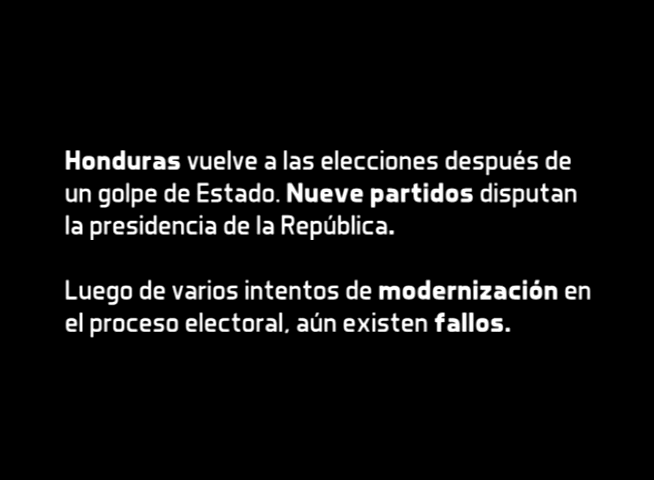 Honduras vuelve a las elecciones después de
un golpe de Estado. Nueve partidos disputan
la presidencia de la República.
Luego de varios intentos de modernización en
el proceso electoral, aún existen fallos.